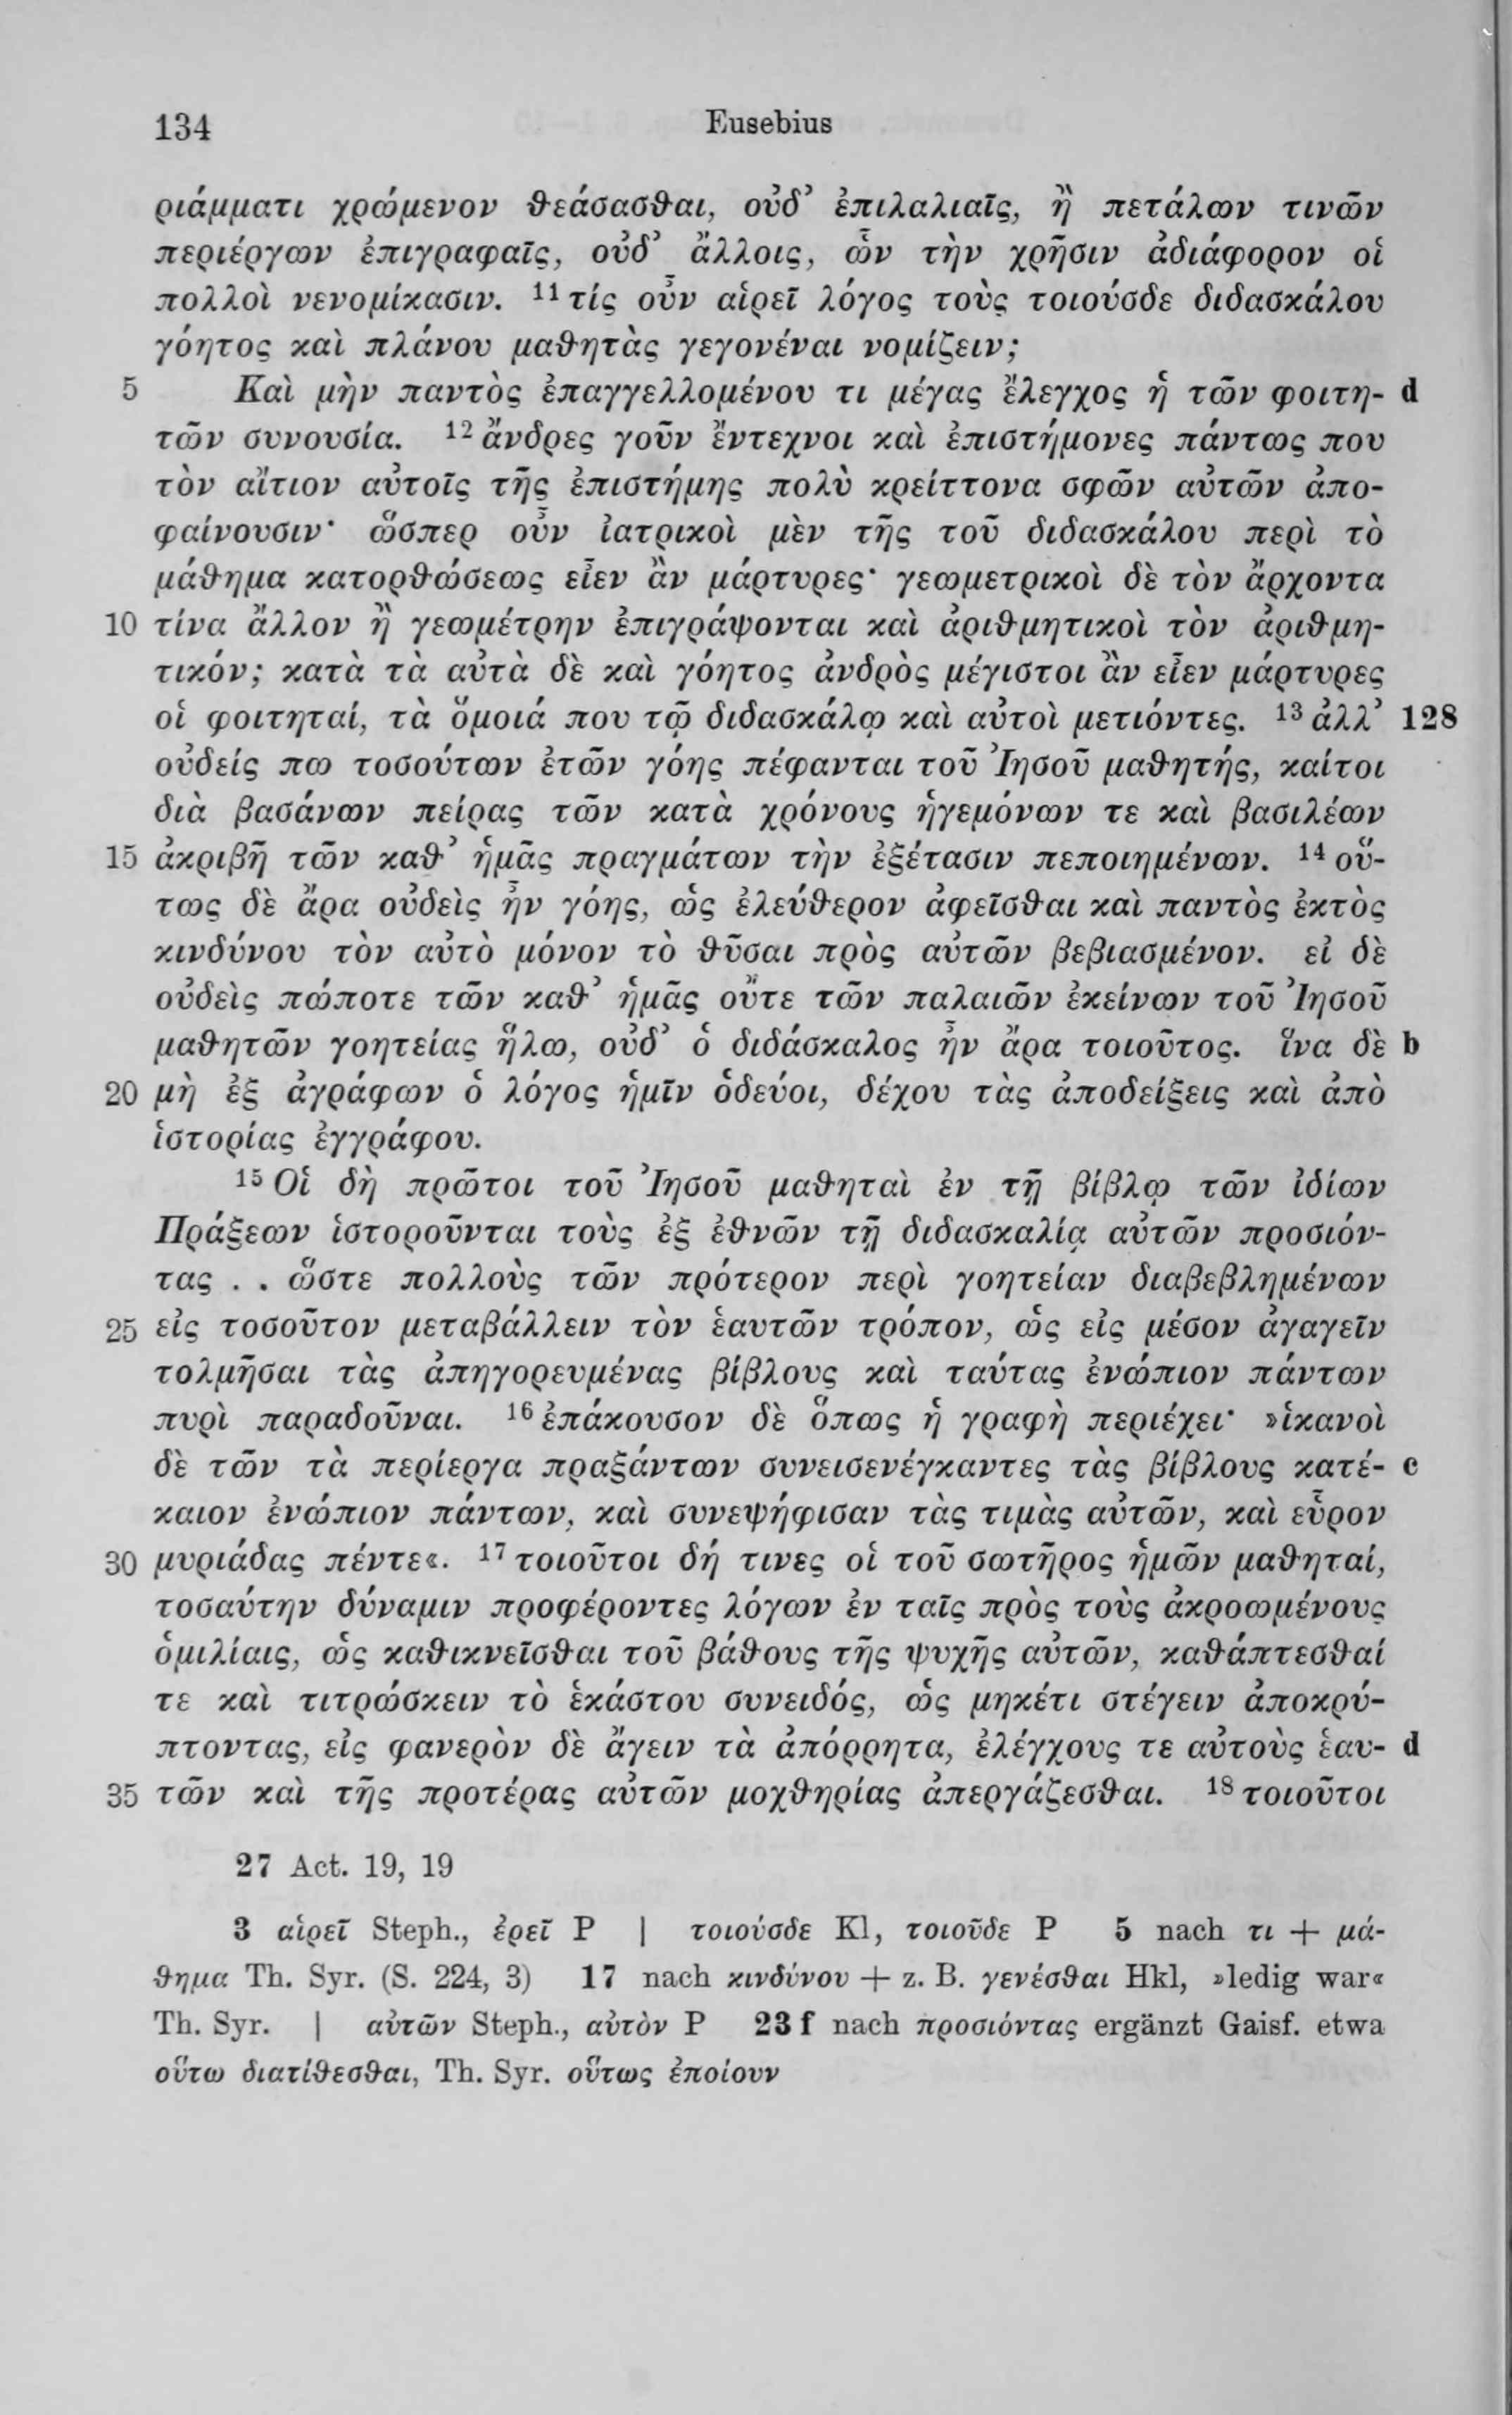 134 Eusebius
ριάμματι χρώμενον θεάσασθαι, οὐδ’ ἐπιλαλιαῖς, ἢ πετάλων τινῶν
περιέργων ἐπιγραφαῖς, οὐδ’ ἄλλοις, ὧν τὴν χρῆσιν ἀδιάφορον οἱ
πολλοὶ νενομίκασιν. ¹¹ τίς οὖν αἱρεῖ λόγος τοὺς τοιούσδε διδασκάλου
γόητος καὶ πλάνου μαθητὰς γεγονέναι νομίζειν;
5 Καὶ μὴν παντὸς ἐπαγγελλομένου τι μέγας ἔλεγχος ἡ τῶν φοιτη- d
τῶν συνουσία. ¹² ἄνδρες γοῦν ἔντεχνοι καὶ ἐπιστήμονες πάντως που
τὸν αἴτιον αὐτοῖς τῆς ἐπιστήμης πολὺ κρείττονα σφῶν αὐτῶν ἀπο-
φαίνουσιν· ὥσπερ οὖν ἰατρικοὶ μὲν τῆς τοῦ διδασκάλου περὶ τὸ
μάθημα κατορθώσεως εἶεν ἂν μάρτυρες· γεωμετρικοὶ δὲ τὸν ἄρχοντα
10 τίνα ἄλλον ἢ γεωμέτρην ἐπιγράψονται καὶ ἀριθμητικοὶ τὸν ἀριθμη-
τικόν; κατὰ τὰ αὐτὰ δὲ καὶ γόητος ἀνδρὸς μέγιστοι ἂν εἶεν μάρτυρες
οἱ φοιτηταί, τὰ ὅμοιά που τῷ διδασκάλῳ καὶ αὐτοὶ μετιόντες. ¹³ ἀλλ’ 128
οὐδείς πω τοσούτων ἐτῶν γόης πέφανται τοῦ Ἰησοῦ μαθητής, καίτοι
διὰ βασάνων πείρας τῶν κατὰ χρόνους ἡγεμόνων τε καὶ βασιλέων
15 ἀκριβῆ τῶν καθ’ ἡμᾶς πραγμάτων τὴν ἐξέτασιν πεποιημένων. ¹⁴ οὕ-
τως δὲ ἄρα οὐδεὶς ἦν γόης, ὡς ἐλεύθερον ἀφεῖσθαι καὶ παντὸς ἐκτὸς
κινδύνου τὸν αὐτὸ μόνον τὸ θῦσαι πρὸς αὐτῶν βεβιασμένον. εἰ δὲ
οὐδεὶς πώποτε τῶν καθ’ ἡμᾶς οὔτε τῶν παλαιῶν ἐκείνων τοῦ Ἰησοῦ
μαθητῶν γοητείας ἥλω, οὐδ’ ὁ διδάσκαλος ἦν ἄρα τοιοῦτος. ἵνα δὲ b
20 μὴ ἐξ ἀγράφων ὁ λόγος ἡμῖν ὁδεύοι, δέχου τὰς ἀποδείξεις καὶ ἀπὸ
ἱστορίας ἐγγράφου.
¹⁵ Οἱ δὴ πρῶτοι τοῦ Ἰησοῦ μαθηταὶ ἐν τῇ βίβλῳ τῶν ἰδίων
Πράξεων ἱστοροῦνται τοὺς ἐξ ἐθνῶν τῇ διδασκαλίᾳ αὐτῶν προσιόν-
τας . . ὥστε πολλοὺς τῶν πρότερον περὶ γοητείαν διαβεβλημένων
25 εἰς τοσοῦτον μεταβάλλειν τὸν ἑαυτῶν τρόπον, ὡς εἰς μέσον ἀγαγεῖν
τολμῆσαι τὰς ἀπηγορευμένας βίβλους καὶ ταύτας ἐνώπιον πάντων
πυρὶ παραδοῦναι. ¹⁶ ἐπάκουσον δὲ ὅπως ἡ γραφὴ περιέχει· »ἱκανοὶ
δὲ τῶν τὰ περίεργα πραξάντων συνεισενέγκαντες τὰς βίβλους κατέ- c
καιον ἐνώπιον πάντων, καὶ συνεψήφισαν τὰς τιμὰς αὐτῶν, καὶ εὗρον
30 μυριάδας πέντε«. ¹⁷ τοιοῦτοι δή τινες οἱ τοῦ σωτῆρος ἡμῶν μαθηταί,
τοσαύτην δύναμιν προφέροντες λόγων ἐν ταῖς πρὸς τοὺς ἀκροωμένους
ὁμιλίαις, ὡς καθικνεῖσθαι τοῦ βάθους τῆς ψυχῆς αὐτῶν, καθάπτεσθαί
τε καὶ τιτρώσκειν τὸ ἑκάστου συνειδός, ὡς μηκέτι στέγειν ἀποκρύ-
πτοντας, εἰς φανερὸν δὲ ἄγειν τὰ ἀπόρρητα, ἐλέγχους τε αὐτοὺς ἑαυ- d
35 τῶν καὶ τῆς προτέρας αὐτῶν μοχθηρίας ἀπεργάζεσθαι. ¹⁸ τοιοῦτοι
27 Act. 19, 19
3 αἱρεῖ Steph., ἐρεῖ P | τοιούσδε Kl, τοιοῦδε P 5 nach τι + μά-
θημα Th. Syr. (S. 224, 3) 17 nach κινδύνου + z. B. γενέσθαι Hkl, »ledig war«
Th. Syr. | αὐτῶν Steph., αὐτὸν P 23 f nach προσιόντας ergänzt Gaisf. etwa
οὕτω διατίθεσθαι, Th. Syr. οὕτως ἐποίουν